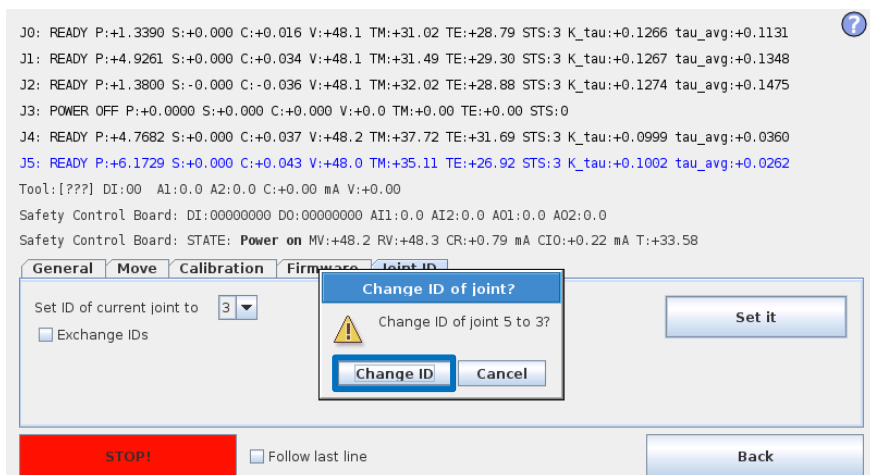 J0: READY P:+1.3390 S:+0.000 C:+0.016 V:+48.1 TM:+31.02 TE:+28.79 STS:3 K_tau:+0.1266 tau_avg:+0.1131
?
J1: READY P:+4.9261 S:+0.000 C:+0.034 V:+48.1 TM:+31.49 TE:+29.30 STS:3 K_tau:+0.1267 tau_avg:+0.1348
J2: READY P:+1.3800 S:-0.000 C:-0.036 V:+48.1 TM:+32.02 TE:+28.88 STS:3 K_tau:+0.1274 tau_avg:+0.1475
J3: POWER OFF P:+0.0000 S:+0.000 C:+0.000 V:+0.0 TM:+0.00 TE:+0.00 STS:0
J4: READY P:+4.7682 S:+0.000 C:+0.037 V:+48.2 TM:+37.72 TE:+31.69 STS:3 K_tau:+0.0999 tau_avg:+0.0360
J5: READY P:+6.1729 S:+0.000 C:+0.043 V:+48.0 TM:+35.11 TE:+26.92 STS:3 K_tau:+0.1002 tau_avg:+0.0262
Tool:[???] DI:00 A1:0.0 A2:0.0 C:+0.00 mA V:+0.00
Safety Control Board: DI:00000000 DO:00000000 AI1:0.0 AI2:0.0 AO1:0.0 AO2:0.0
Safety Control Board: STATE: Power on MV:+48.2 RV:+48.3 CR:+0.79 mA CIO:+0.22 mA T:+33.58
General Move Calibration Firmware Joint ID
Change ID of joint?
Set ID of current joint to 3
Change ID of joint 5 to 3?
Set it
Exchange IDs
Change ID Cancel
STOP! Follow last line Back